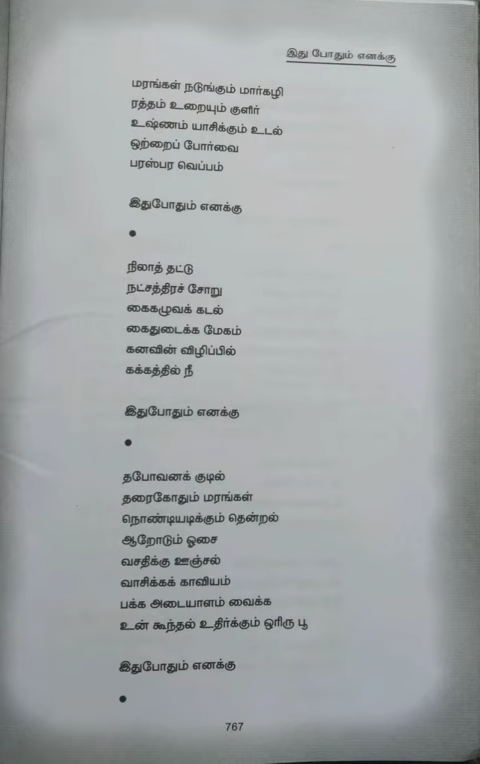 இது போதும் எனக்கு
மரங்கள் நடுங்கும் மார்கழி
ரத்தம் உறையும் குளிர்
உஷ்ணம் யாசிக்கும் உடல்
ஒற்றைப் போர்வை
பரஸ்பர வெப்பம்
இதுபோதும் எனக்கு
●
நிலாத் தட்டு
நட்சத்திரச் சோறு
கைகழுவக் கடல்
கைதுடைக்க மேகம்
கனவின் விழிப்பில்
கக்கத்தில் நீ
இதுபோதும் எனக்கு
●
தபோவனக் குடில்
தரைகோதும் மரங்கள்
நொண்டியடிக்கும் தென்றல்
ஆறோடும் ஓசை
வசதிக்கு ஊஞ்சல்
வாசிக்கக் காவியம்
பக்க அடையாளம் வைக்க
உன் கூந்தல் உதிர்க்கும் ஓரிரு பூ
இதுபோதும் எனக்கு
●
767